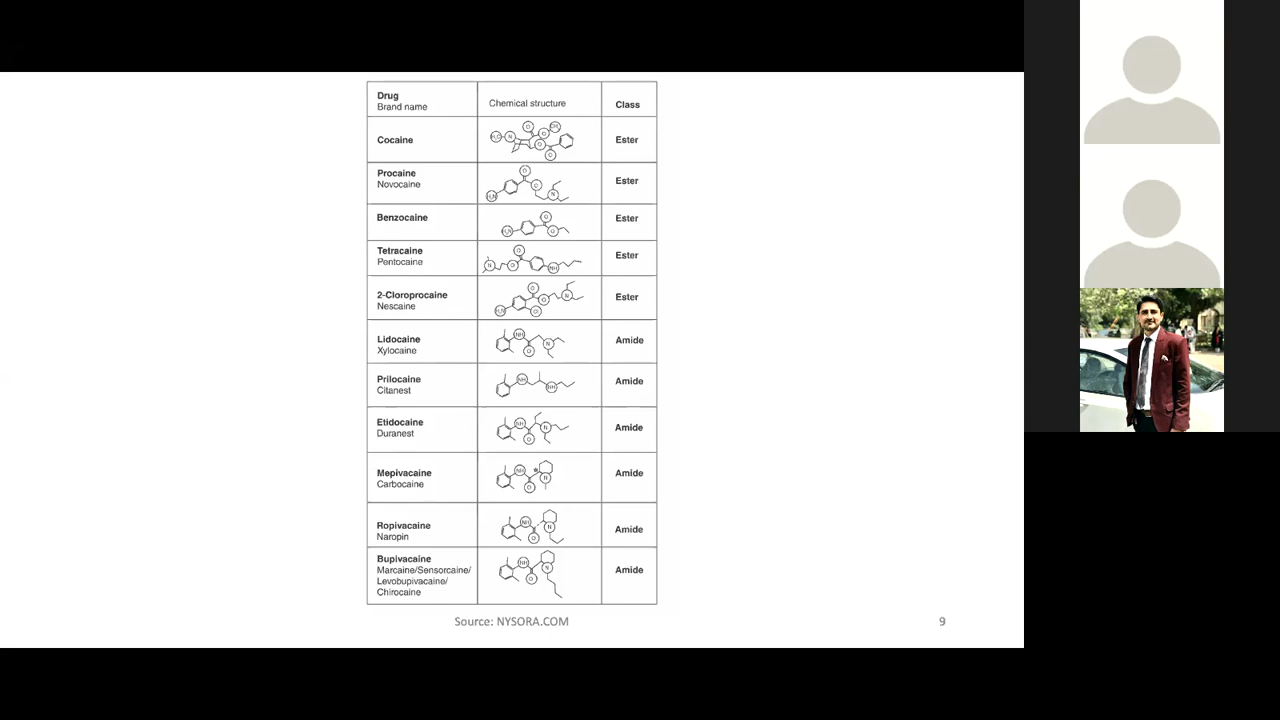 Drug
Brand name
Chemical structure
Class
Cocaine
Ester
Procaine
Novocaine
Ester
Benzocaine
Ester
Tetracaine
Pentocaine
Ester
2-Cloroprocaine
Nescaine
Ester
Lidocaine
Xylocaine
Amide
Prilocaine
Citanest
Amide
Etidocaine
Duranest
Amide
Mepivacaine
Carbocaine
Amide
Ropivacaine
Naropin
Amide
Bupivacaine
Marcaine/Sensorcaine/
Levobupivacaine/
Chirocaine
Amide
Source: NYSORA.COM
9